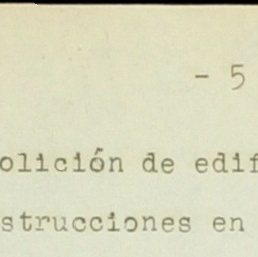 - 5
olición de edif
strucciones en